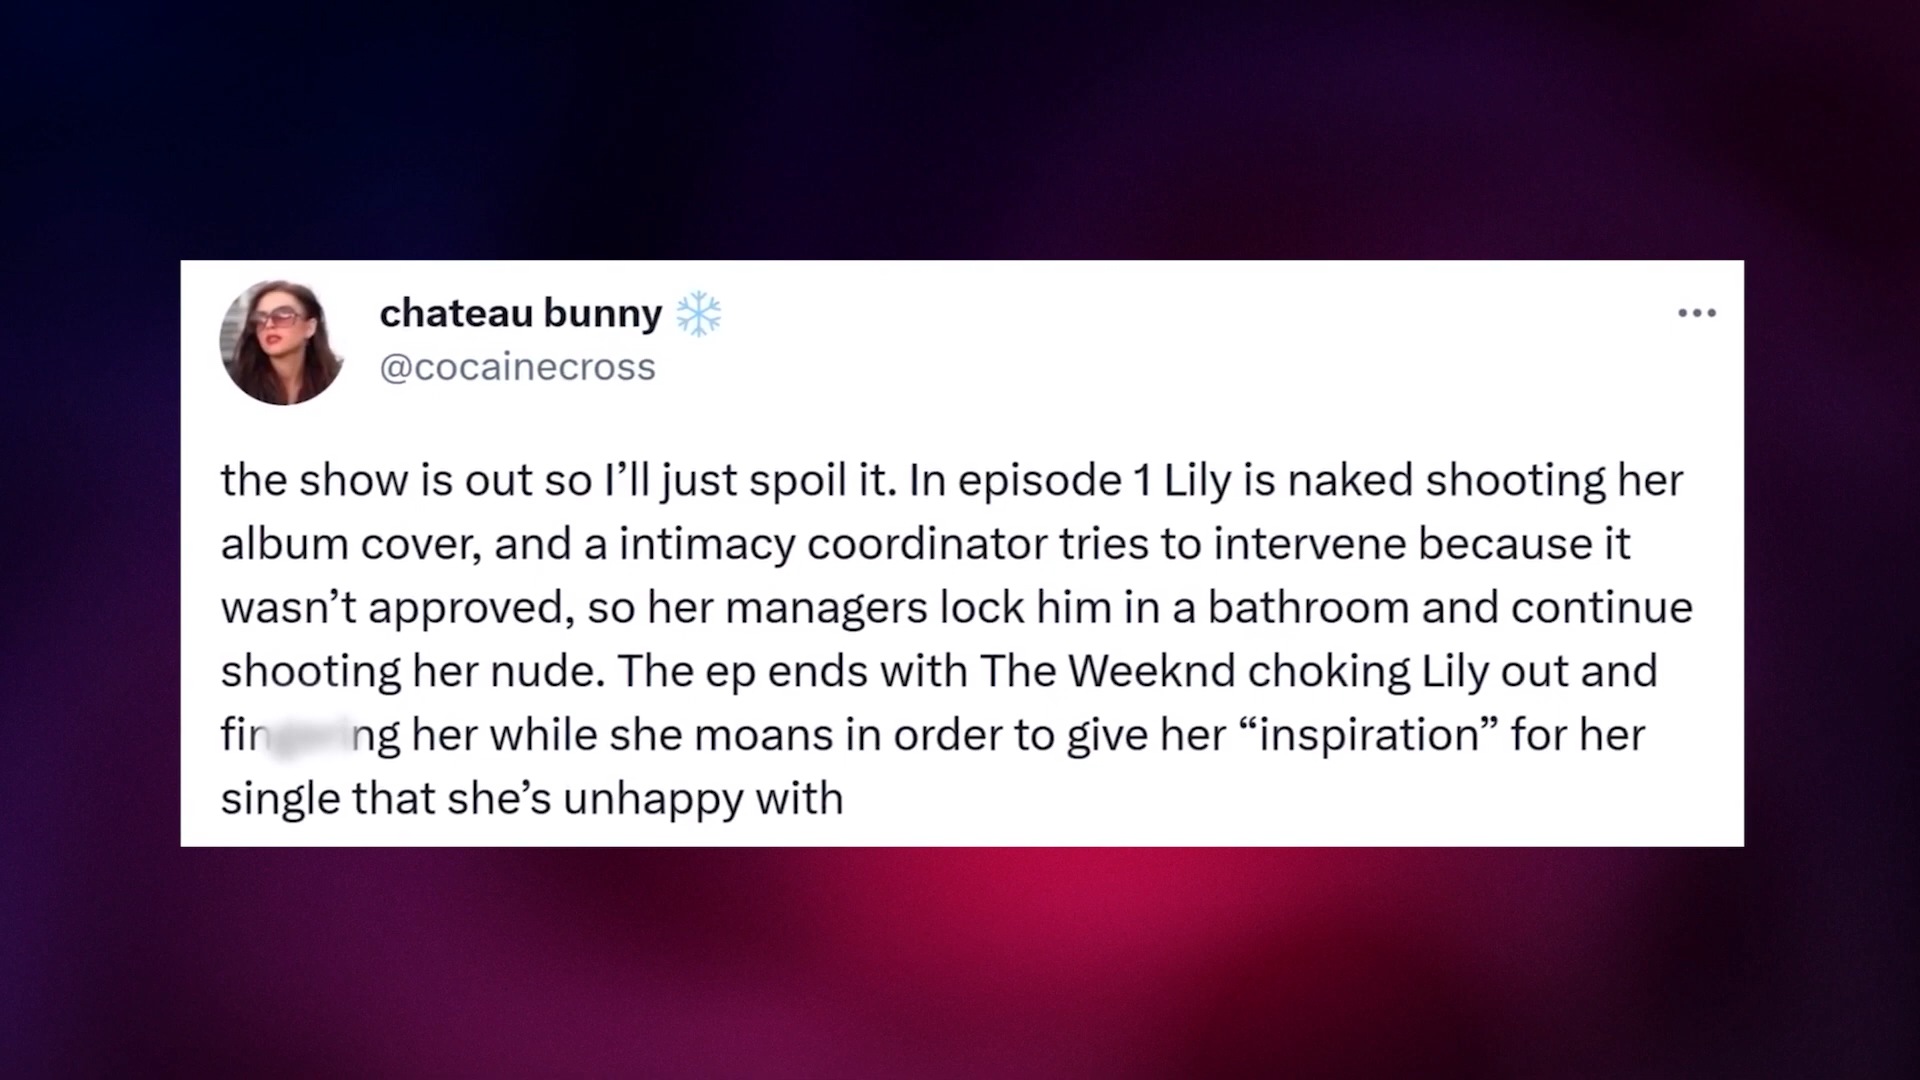 chateau bunny ❄️
@cocainecross
the show is out so I’ll just spoil it. In episode 1 Lily is naked shooting her
album cover, and a intimacy coordinator tries to intervene because it
wasn’t approved, so her managers lock him in a bathroom and continue
shooting her nude. The ep ends with The Weeknd choking Lily out and
her while she moans in order to give her “inspiration” for her
single that she’s unhappy with